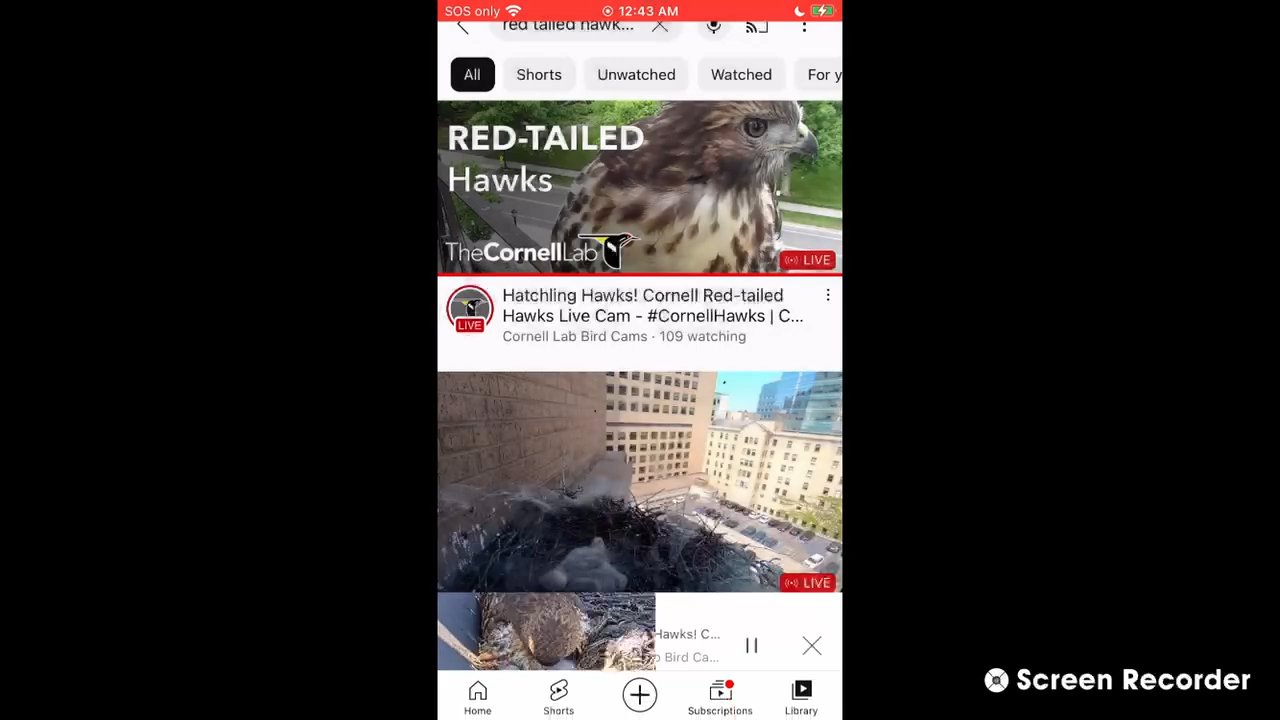 SOS only 12:43 AM
red tailed hawk...
All Shorts Unwatched Watched For y
RED-TAILED
Hawks
TheCornellLab
LIVE
Hatchling Hawks! Cornell Red-tailed
Hawks Live Cam - #CornellHawks | C...
LIVE
Cornell Lab Bird Cams · 109 watching
LIVE
Hawks! C...
Bird Ca...
Home Shorts Subscriptions Library
Screen Recorder